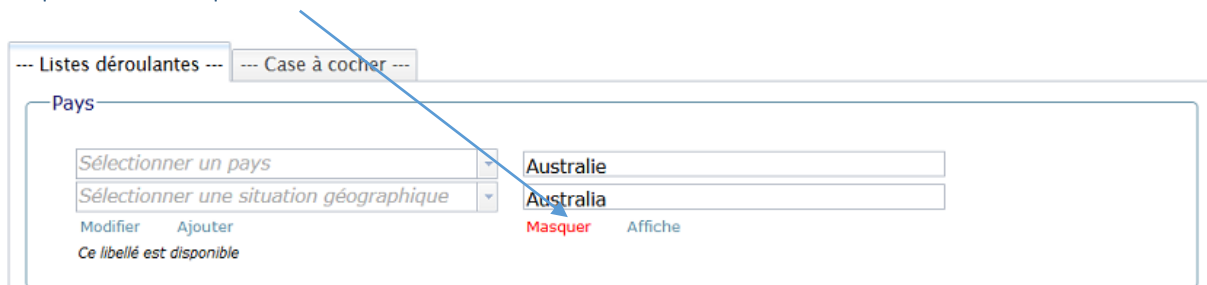 --- Listes déroulantes --- --- Case à cocher ---
Pays
Sélectionner un pays Australie
Sélectionner une situation géographique Australia
Modifier Ajouter Masquer Affiche
Ce libellé est disponible